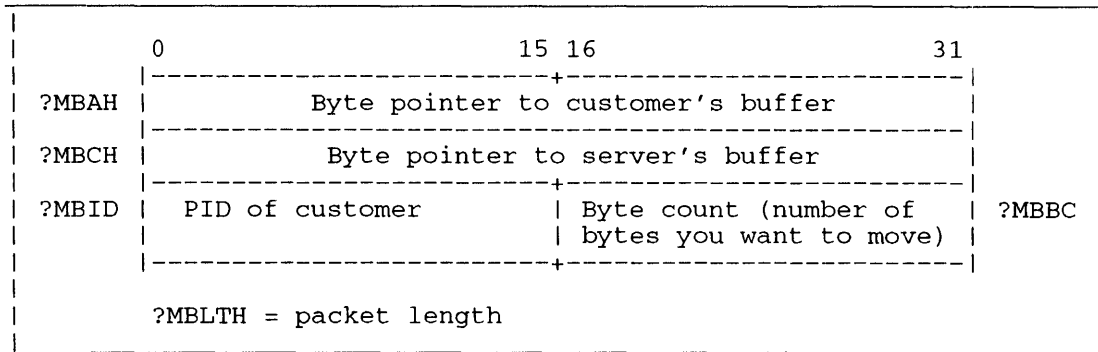 0 15 16 31
?MBAH Byte pointer to customer's buffer
?MBCH Byte pointer to server's buffer
?MBID PID of customer Byte count (number of ?MBBC
bytes you want to move)
?MBLTH = packet length